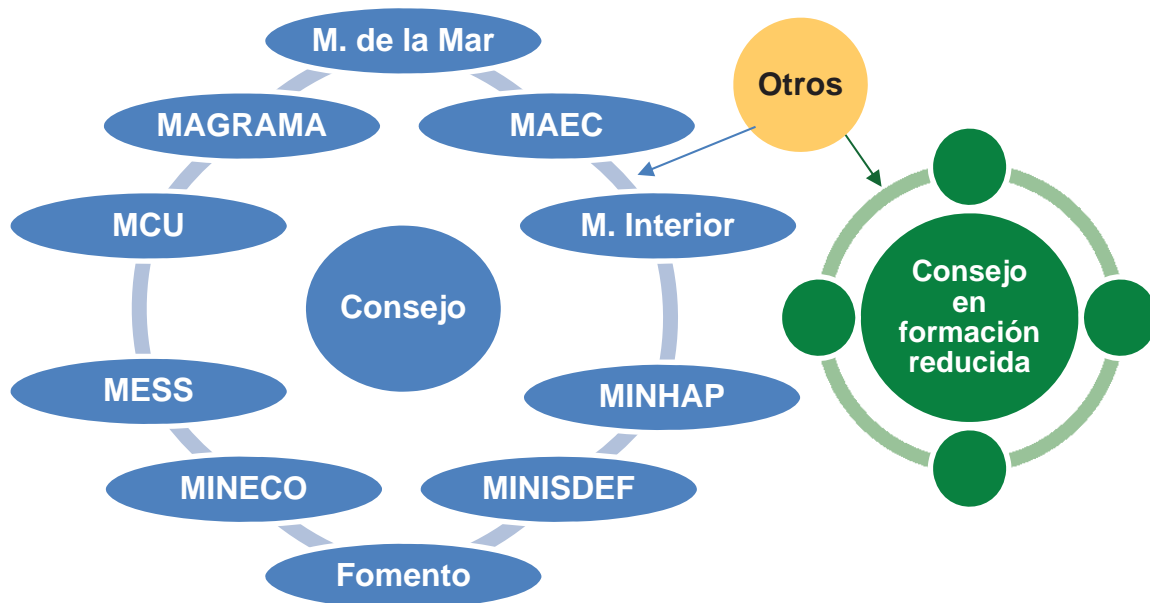 M. de la Mar
MAGRAMA
MAEC
Otros
MCU
M. Interior
Consejo
Consejo
en
formación
reducida
MESS
MINHAP
MINECO
MINISDEF
Fomento